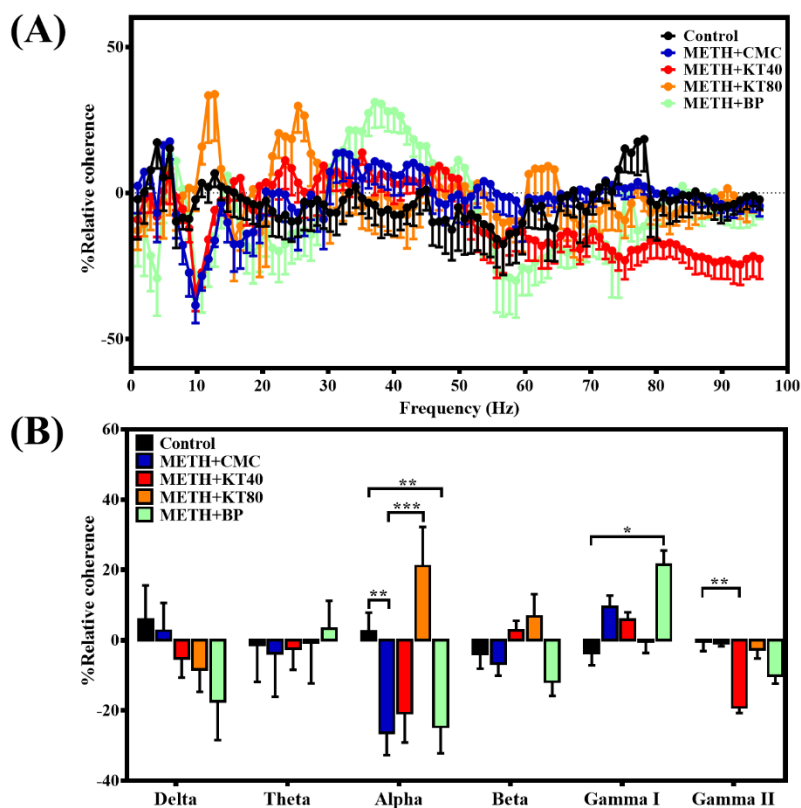 (A)
%Relative coherence
50
0
-50
Control
METH+CMC
METH+KT40
METH+KT80
METH+BP
0 10 20 30 40 50 60 70 80 90 100
Frequency (Hz)
(B)
%Relative coherence
60
40
20
0
-20
-40
Control
METH+CMC
METH+KT40
METH+KT80
METH+BP
**
***
**
*
**
Delta Theta Alpha Beta Gamma I Gamma II